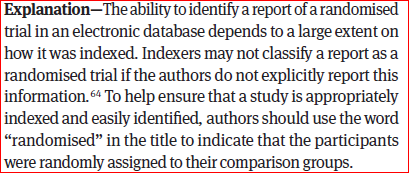 Explanation—The ability to identify a report of a randomised
trial in an electronic database depends to a large extent on
how it was indexed. Indexers may not classify a report as a
randomised trial if the authors do not explicitly report this
information.⁶⁴ To help ensure that a study is appropriately
indexed and easily identified, authors should use the word
“randomised” in the title to indicate that the participants
were randomly assigned to their comparison groups.